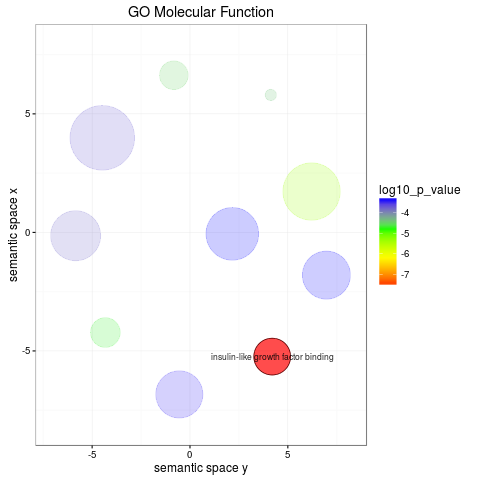 GO Molecular Function
semantic space x
5
0
-5
insulin-like growth factor binding
-5
0
5
semantic space y
log10_p_value
-4
-5
-6
-7